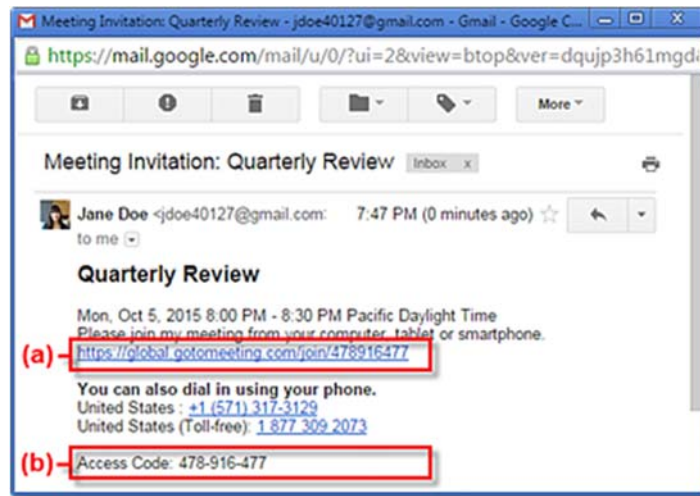 Meeting Invitation: Quarterly Review - jdoe40127@gmail.com - Gmail - Google C...
https://mail.google.com/mail/u/0/?ui=2&view=btop&ver=dqujp3h61mgd
More
Meeting Invitation: Quarterly Review Inbox x
Jane Doe <jdoe40127@gmail.com: 7:47 PM (0 minutes ago)
to me
Quarterly Review
Mon, Oct 5, 2015 8:00 PM - 8:30 PM Pacific Daylight Time
Please join my meeting from your computer, tablet or smartphone.
(a) https://global.gotomeeting.com/join/478916477
You can also dial in using your phone.
United States : +1 (571) 317-3129
United States (Toll-free): 1 877 309 2073
(b) Access Code: 478-916-477